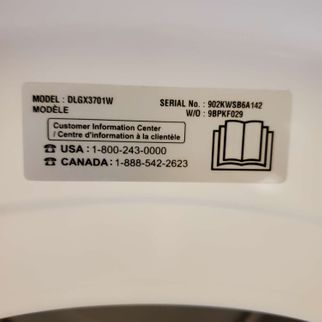 MODEL : DLGX3701W SERIAL No. : 902KWSB6A142
MODÈLE W/O : 9BPKF029
Customer Information Center
/ Centre d'information à la clientèle
☎ USA : 1-800-243-0000
☎ CANADA : 1-888-542-2623